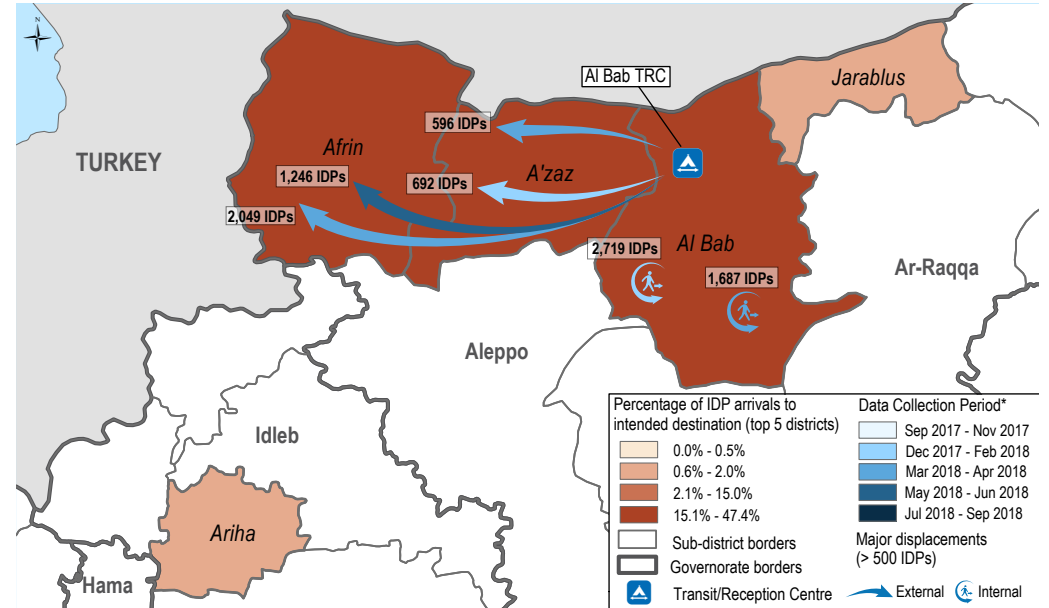 N
Al Bab TRC
Jarablus
596 IDPs
TURKEY
Afrin
A'zaz
1,246 IDPs
692 IDPs
2,049 IDPs
Al Bab
2,719 IDPs
1,687 IDPs
Ar-Raqqa
Aleppo
Idleb
Ariha
Hama
Percentage of IDP arrivals to
intended destination (top 5 districts)
0.0% - 0.5%
0.6% - 2.0%
2.1% - 15.0%
15.1% - 47.4%
Sub-district borders
Governorate borders
Transit/Reception Centre
Data Collection Period*
Sep 2017 - Nov 2017
Dec 2017 - Feb 2018
Mar 2018 - Apr 2018
May 2018 - Jun 2018
Jul 2018 - Sep 2018
Major displacements
(> 500 IDPs)
External
Internal